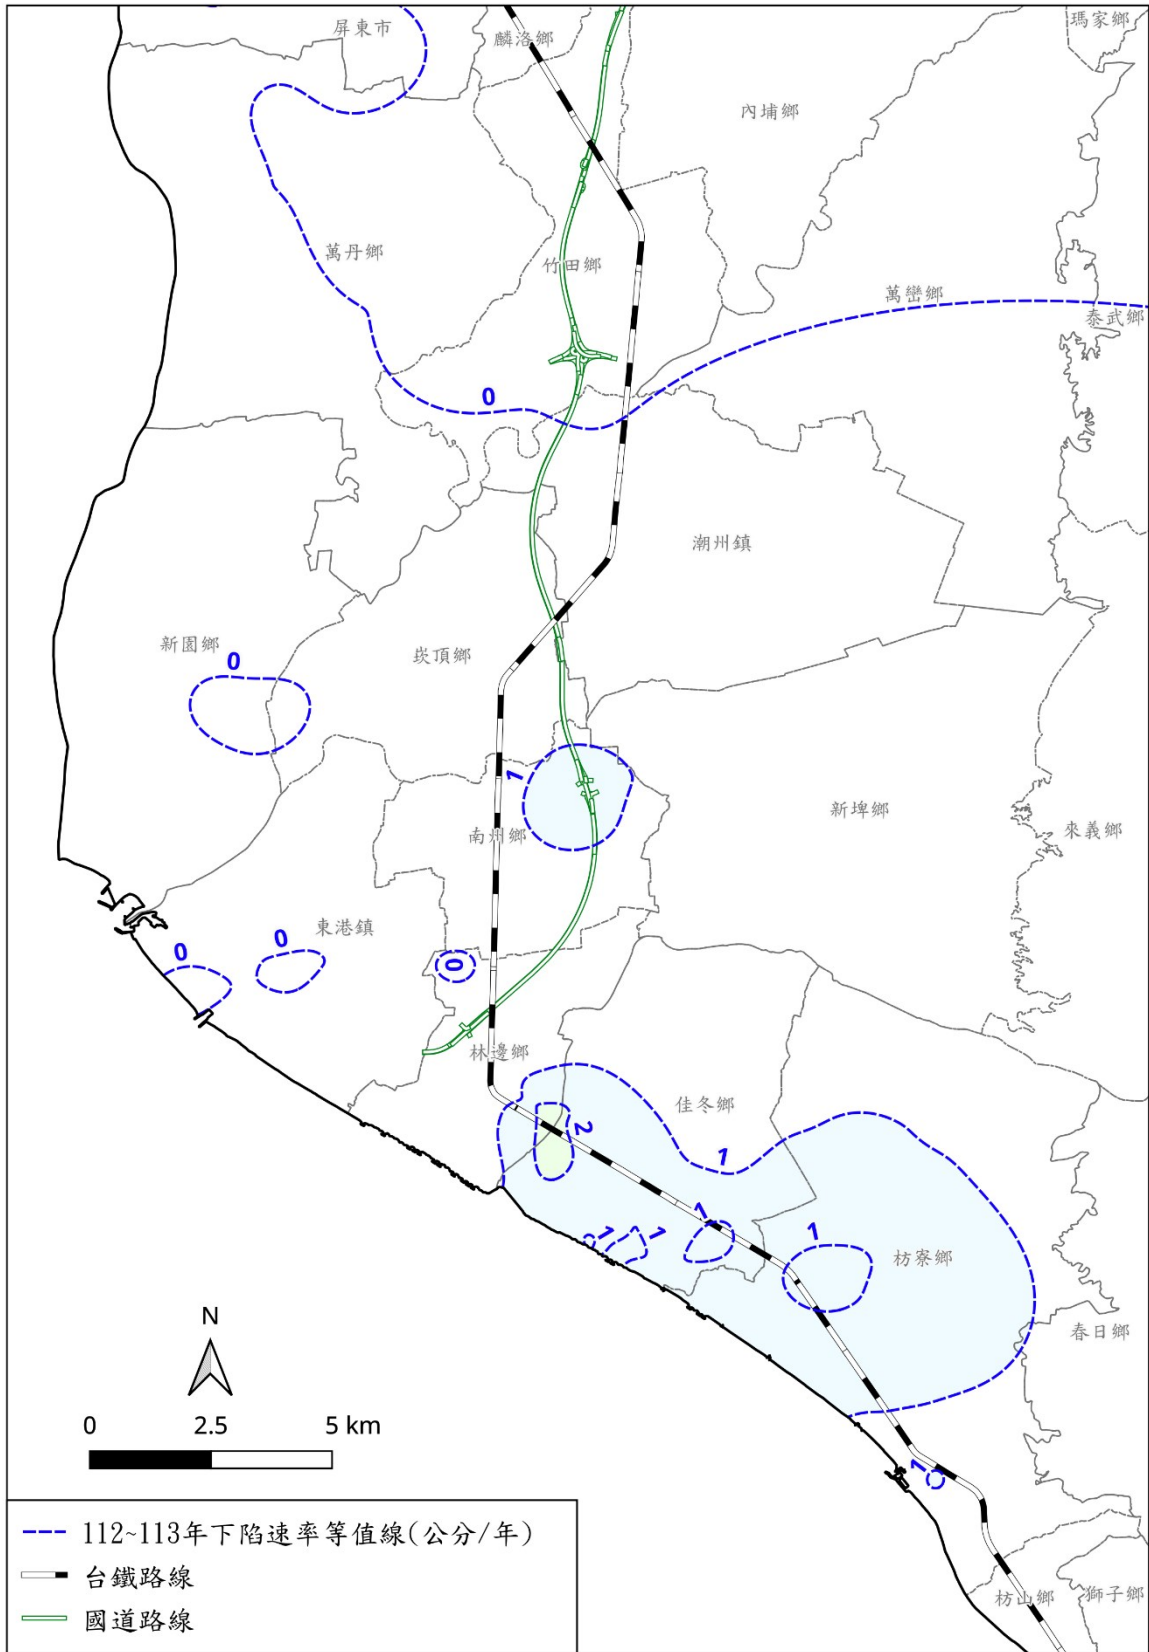 屏東市
麟洛鄉
瑪家鄉
內埔鄉
萬丹鄉
竹田鄉
萬巒鄉
泰武鄉
0
潮州鎮
新園鄉
0
崁頂鄉
1
南州鄉
新埤鄉
來義鄉
東港鎮
0
0
0
林邊鄉
佳冬鄉
2
1
1
1
1
1
枋寮鄉
春日鄉
1
N
0 2.5 5 km
枋山鄉
獅子鄉
112~113年下陷速率等值線(公分/年)
台鐵路線
國道路線